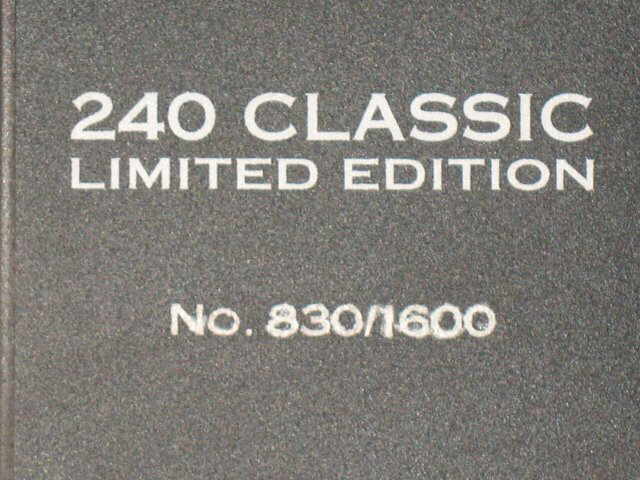 240 CLASSIC
LIMITED EDITION
No. 830/1600